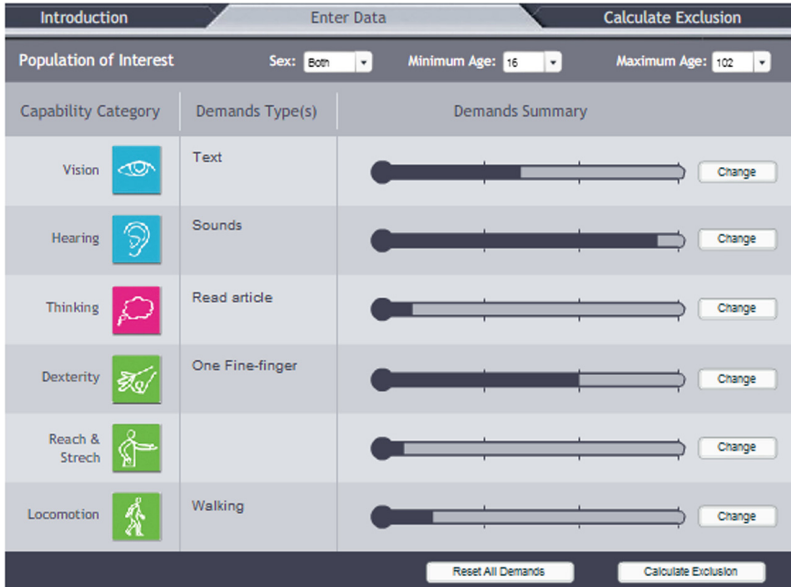 Introduction Enter Data Calculate Exclusion
Population of Interest Sex: Both Minimum Age: 16 Maximum Age: 102
Capability Category Demands Type(s) Demands Summary
Vision Text Change
Hearing Sounds Change
Thinking Read article Change
Dexterity One Fine-finger Change
Reach &
Strech Change
Locomotion Walking Change
Reset All Demands Calculate Exclusion